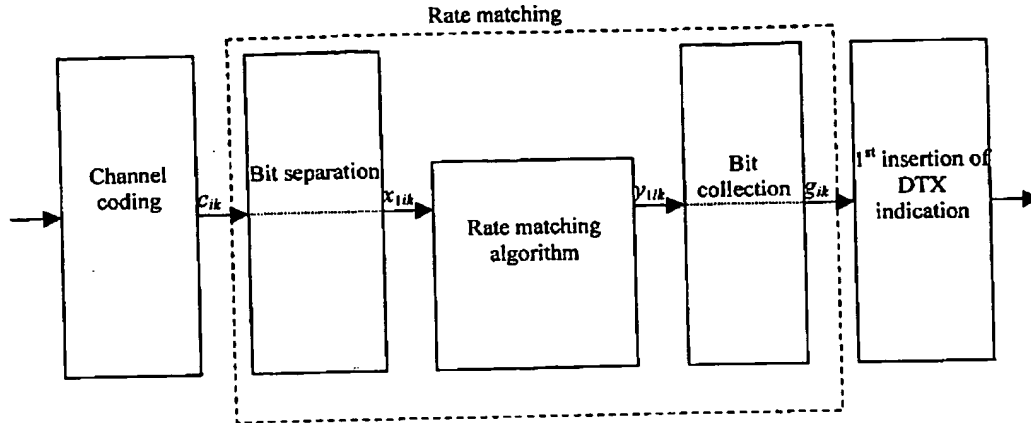 Rate matching
Channel
coding
c_ik
Bit separation
x_1ik
Rate matching
algorithm
y_1ik
Bit
collection
g_ik
1st insertion of
DTX
indication